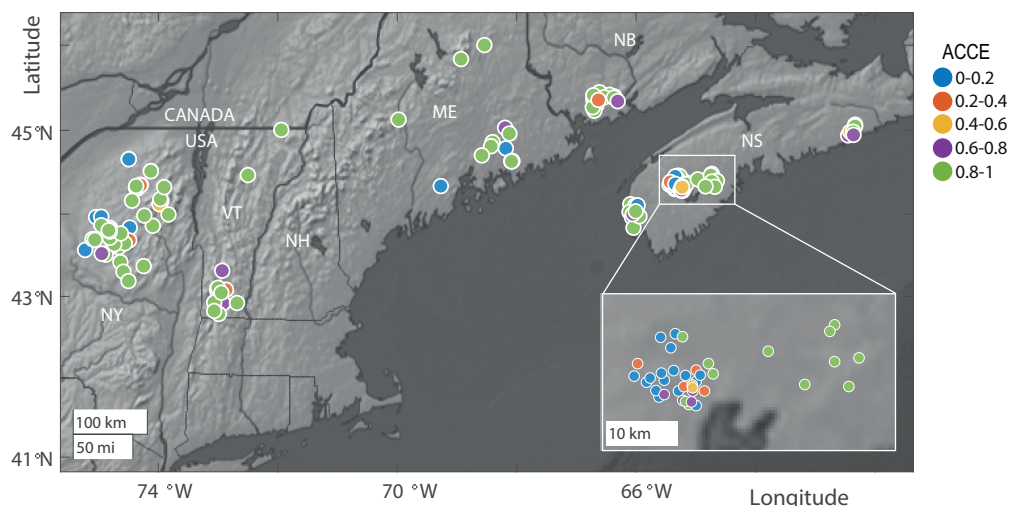 Latitude
45°N
43°N
41°N
CANADA
USA
NB
ME
NS
VT
NH
NY
100 km
50 mi
10 km
74 °W
70 °W
66 °W
Longitude
ACCE
0-0.2
0.2-0.4
0.4-0.6
0.6-0.8
0.8-1